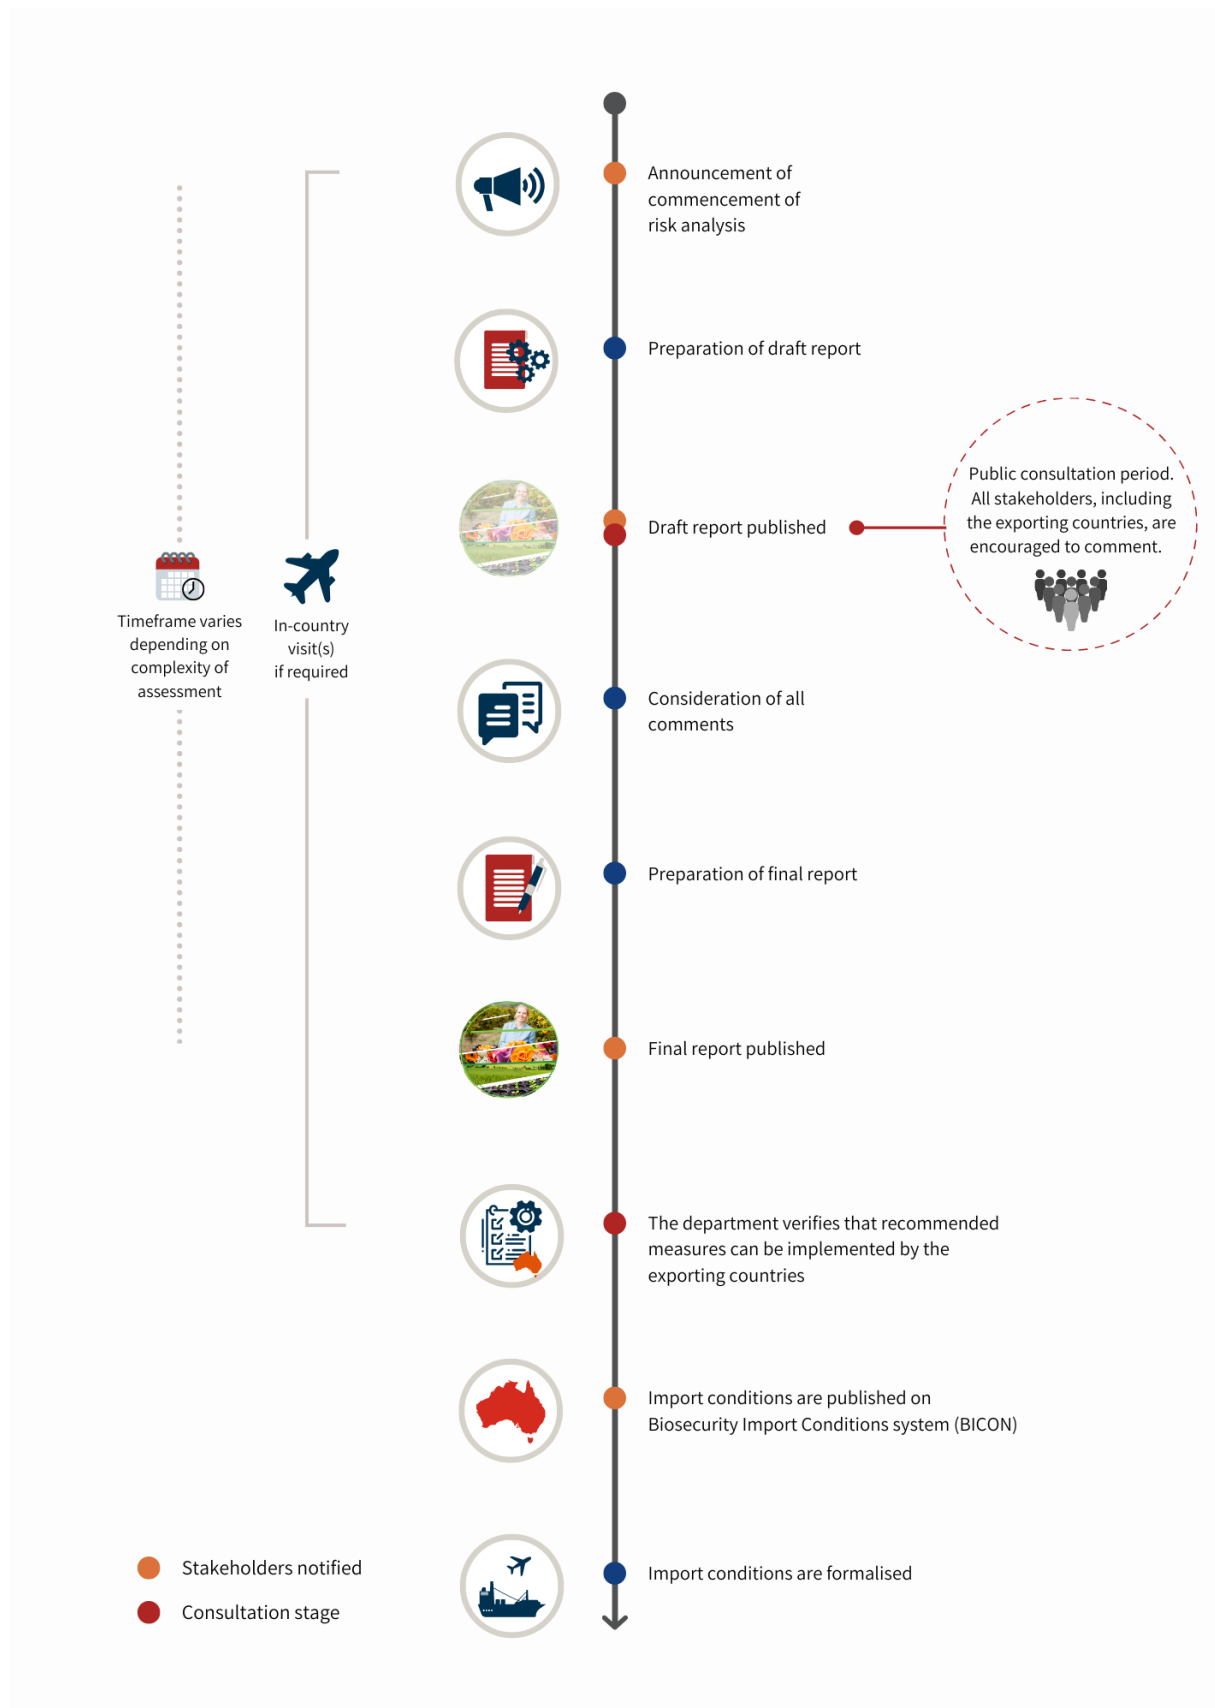 Announcement of
commencement of
risk analysis
Preparation of draft report
Draft report published
Public consultation period.
All stakeholders, including
the exporting countries, are
encouraged to comment.
Timeframe varies
depending on
complexity of
assessment
In-country
visit(s)
if required
Consideration of all
comments
Preparation of final report
Final report published
The department verifies that recommended
measures can be implemented by the
exporting countries
Import conditions are published on
Biosecurity Import Conditions system (BICON)
Import conditions are formalised
Stakeholders notified
Consultation stage